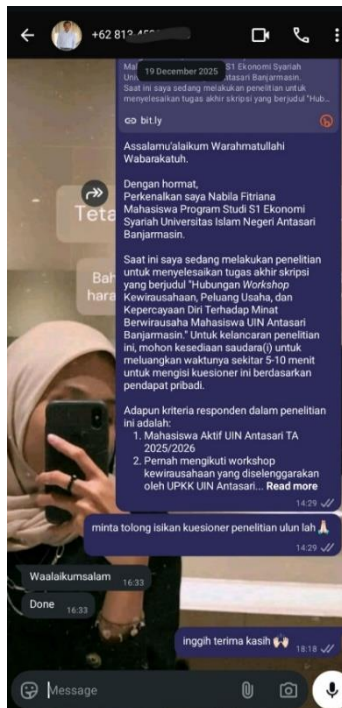 +62 813-45
19 December 2025
S1 Ekonomi Syariah
Antasari Banjarmasin.
Saat ini saya sedang melakukan penelitian untuk
menyelesaikan tugas akhir skripsi yang berjudul "Hub...
bit.ly
Assalamu'alaikum Warahmatullahi
Wabarakatuh.
Dengan hormat,
Perkenalkan saya Nabila Fitriana
Mahasiswa Program Studi S1 Ekonomi
Syariah Universitas Islam Negeri Antasari
Banjarmasin.
Saat ini saya sedang melakukan penelitian
untuk menyelesaikan tugas akhir skripsi
yang berjudul "Hubungan Workshop
Kewirausahaan, Peluang Usaha, dan
Kepercayaan Diri Terhadap Minat
Berwirausaha Mahasiswa UIN Antasari
Banjarmasin." Untuk kelancaran penelitian
ini, mohon kesediaan saudara(i) untuk
meluangkan waktunya sekitar 5-10 menit
untuk mengisi kuesioner ini berdasarkan
pendapat pribadi.
Adapun kriteria responden dalam penelitian
ini adalah:
1. Mahasiswa Aktif UIN Antasari TA
2025/2026
2. Pernah mengikuti workshop
kewirausahaan yang diselenggarakan
oleh UPKK UIN Antasari... Read more
14:29
minta tolong isikan kuesioner penelitian ulun lah 🙏🏻
14:29
Waalaikumsalam 16:33
Done 16:33
inggih terima kasih 🙌🏻 18:18
Message